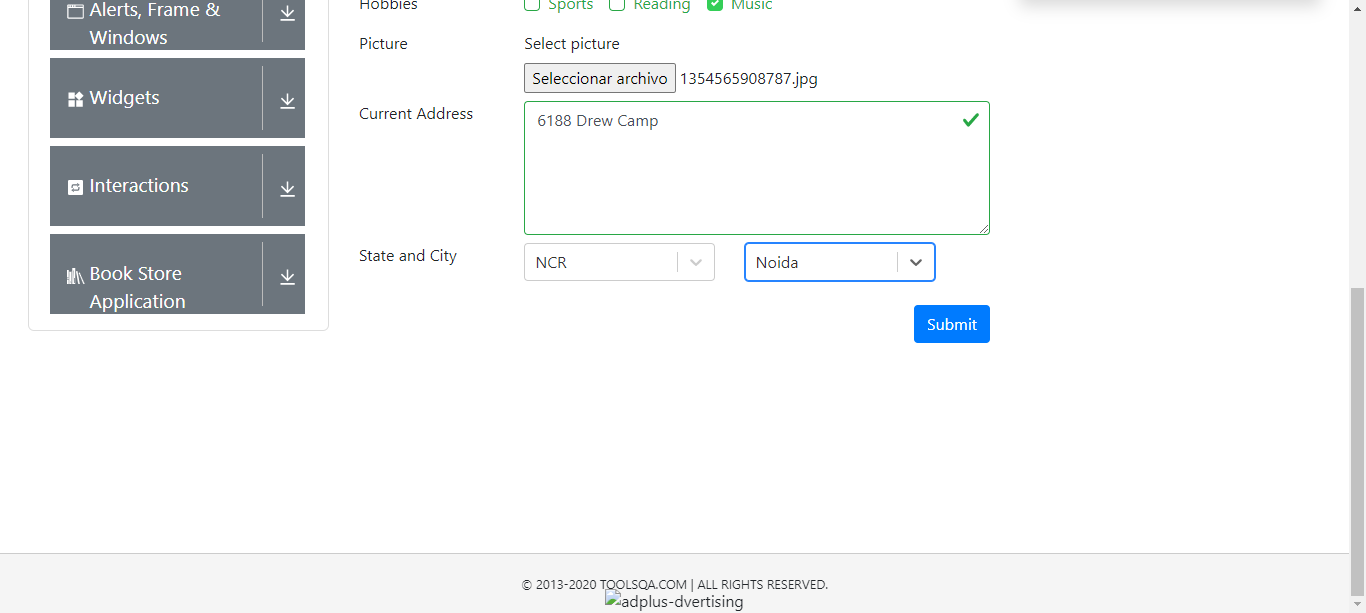 Alerts, Frame &
Windows
Widgets
Interactions
Book Store
Application
Hobbies Sports Reading Music
Picture Select picture
Seleccionar archivo 1354565908787.jpg
Current Address 6188 Drew Camp
State and City NCR Noida
Submit
© 2013-2020 TOOLSQA.COM | ALL RIGHTS RESERVED.
adplus-dvertising